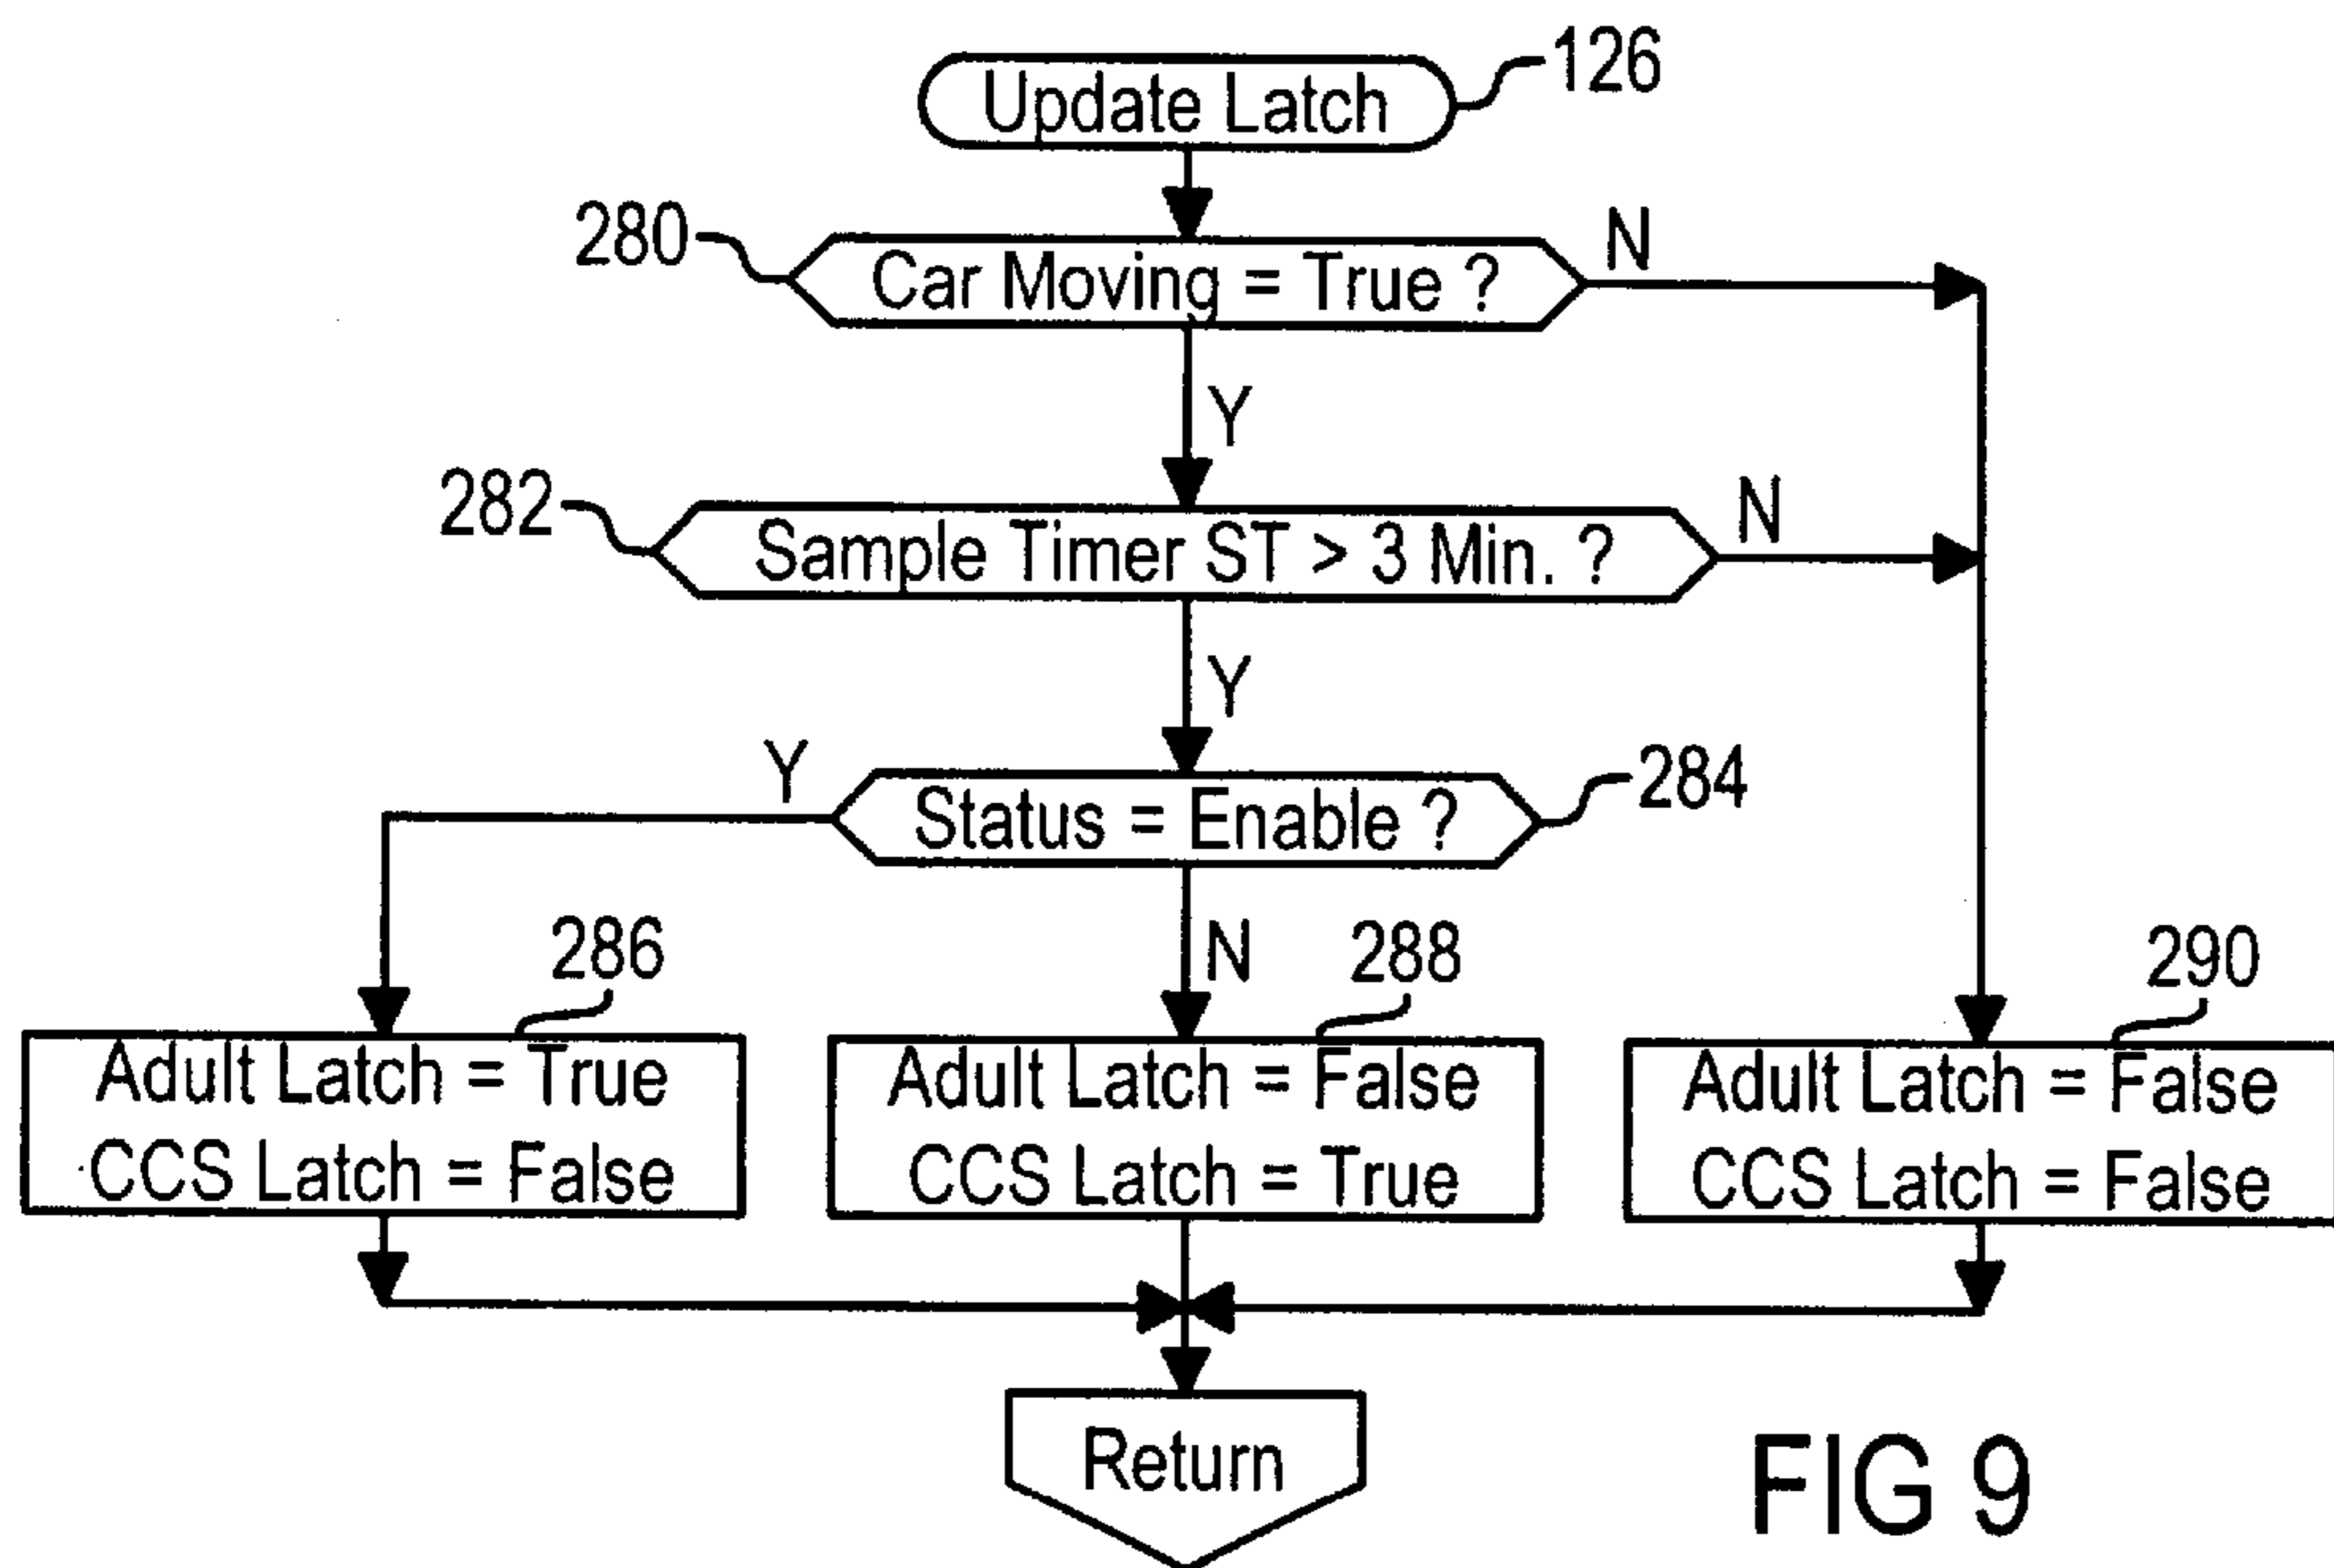 Update Latch
126
280
Car Moving = True ?
N
Y
282
Sample Timer ST > 3 Min. ?
N
Y
Y
Status = Enable ?
284
286
N
288
290
Adult Latch = True
CCS Latch = False
Adult Latch = False
CCS Latch = True
Adult Latch = False
CCS Latch = False
Return
FIG 9